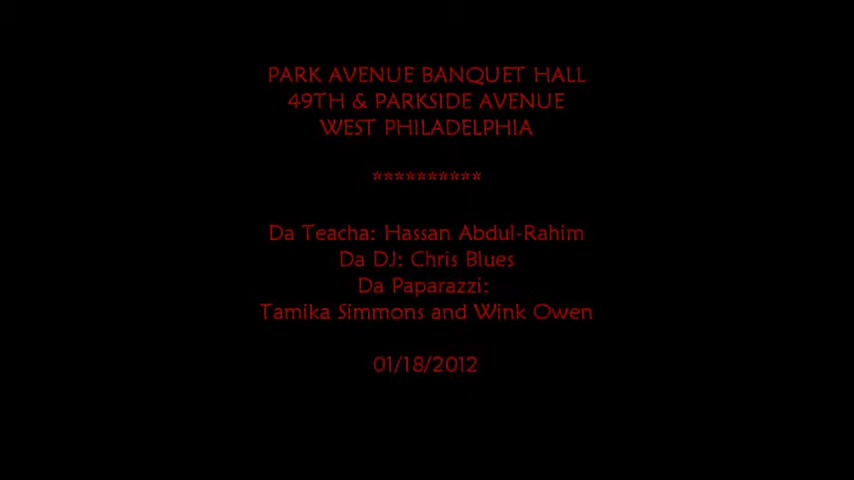 PARK AVENUE BANQUET HALL
49TH & PARKSIDE AVENUE
WEST PHILADELPHIA
**********
Da Teacha: Hassan Abdul-Rahim
Da DJ: Chris Blues
Da Paparazzi:
Tamika Simmons and Wink Owen
01/18/2012